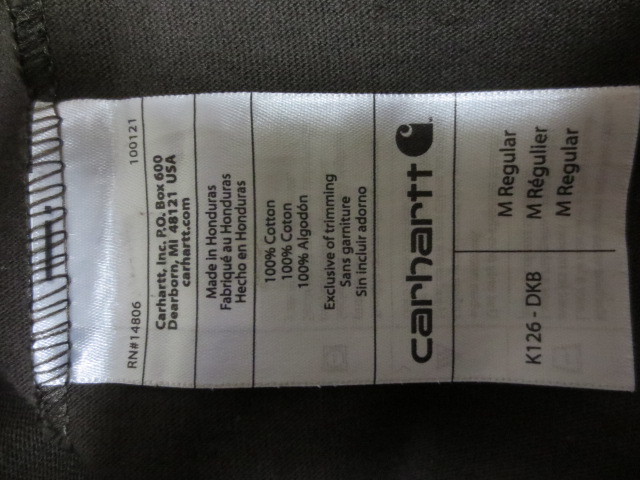 K126 - DKB
M Regular
M Régulier
M Regular
carhartt
100% Cotton
100% Coton
100% Algodón
Exclusive of trimming
Sans garniture
Sin incluir adorno
Made in Honduras
Fabriqué au Honduras
Hecho en Honduras
Carhartt, Inc. P.O. Box 600
Dearborn, MI 48121 USA
carhartt.com
RN#14806 100121